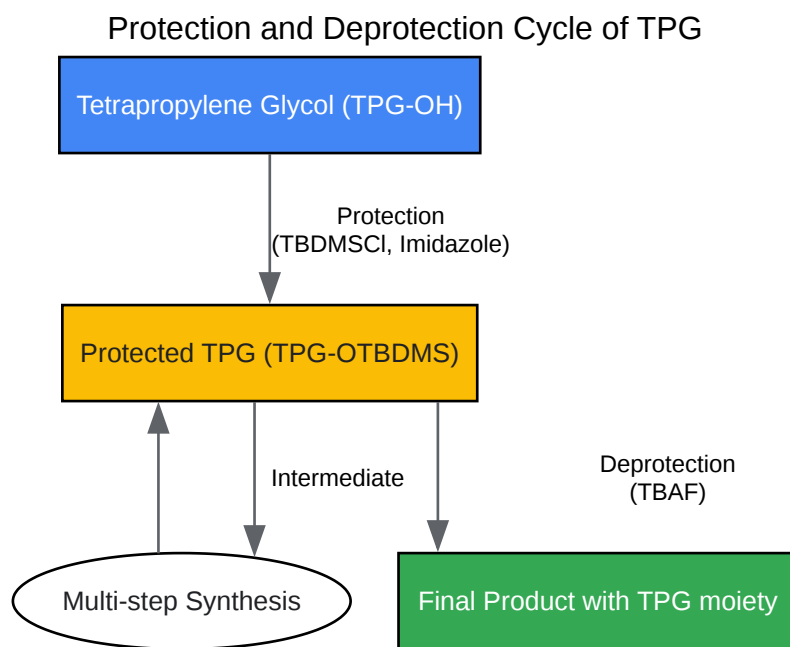 Protection and Deprotection Cycle of TPG
Tetrapropylene Glycol (TPG-OH)
Protection
(TBDMSCl, Imidazole)
Protected TPG (TPG-OTBDMS)
Intermediate
Deprotection
(TBAF)
Multi-step Synthesis
Final Product with TPG moiety